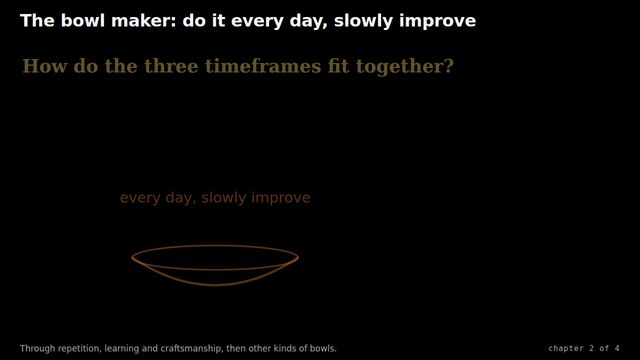 The bowl maker: do it every day, slowly improve
How do the three timeframes fit together?
every day, slowly improve
Through repetition, learning and craftsmanship, then other kinds of bowls.
chapter 2 of 4